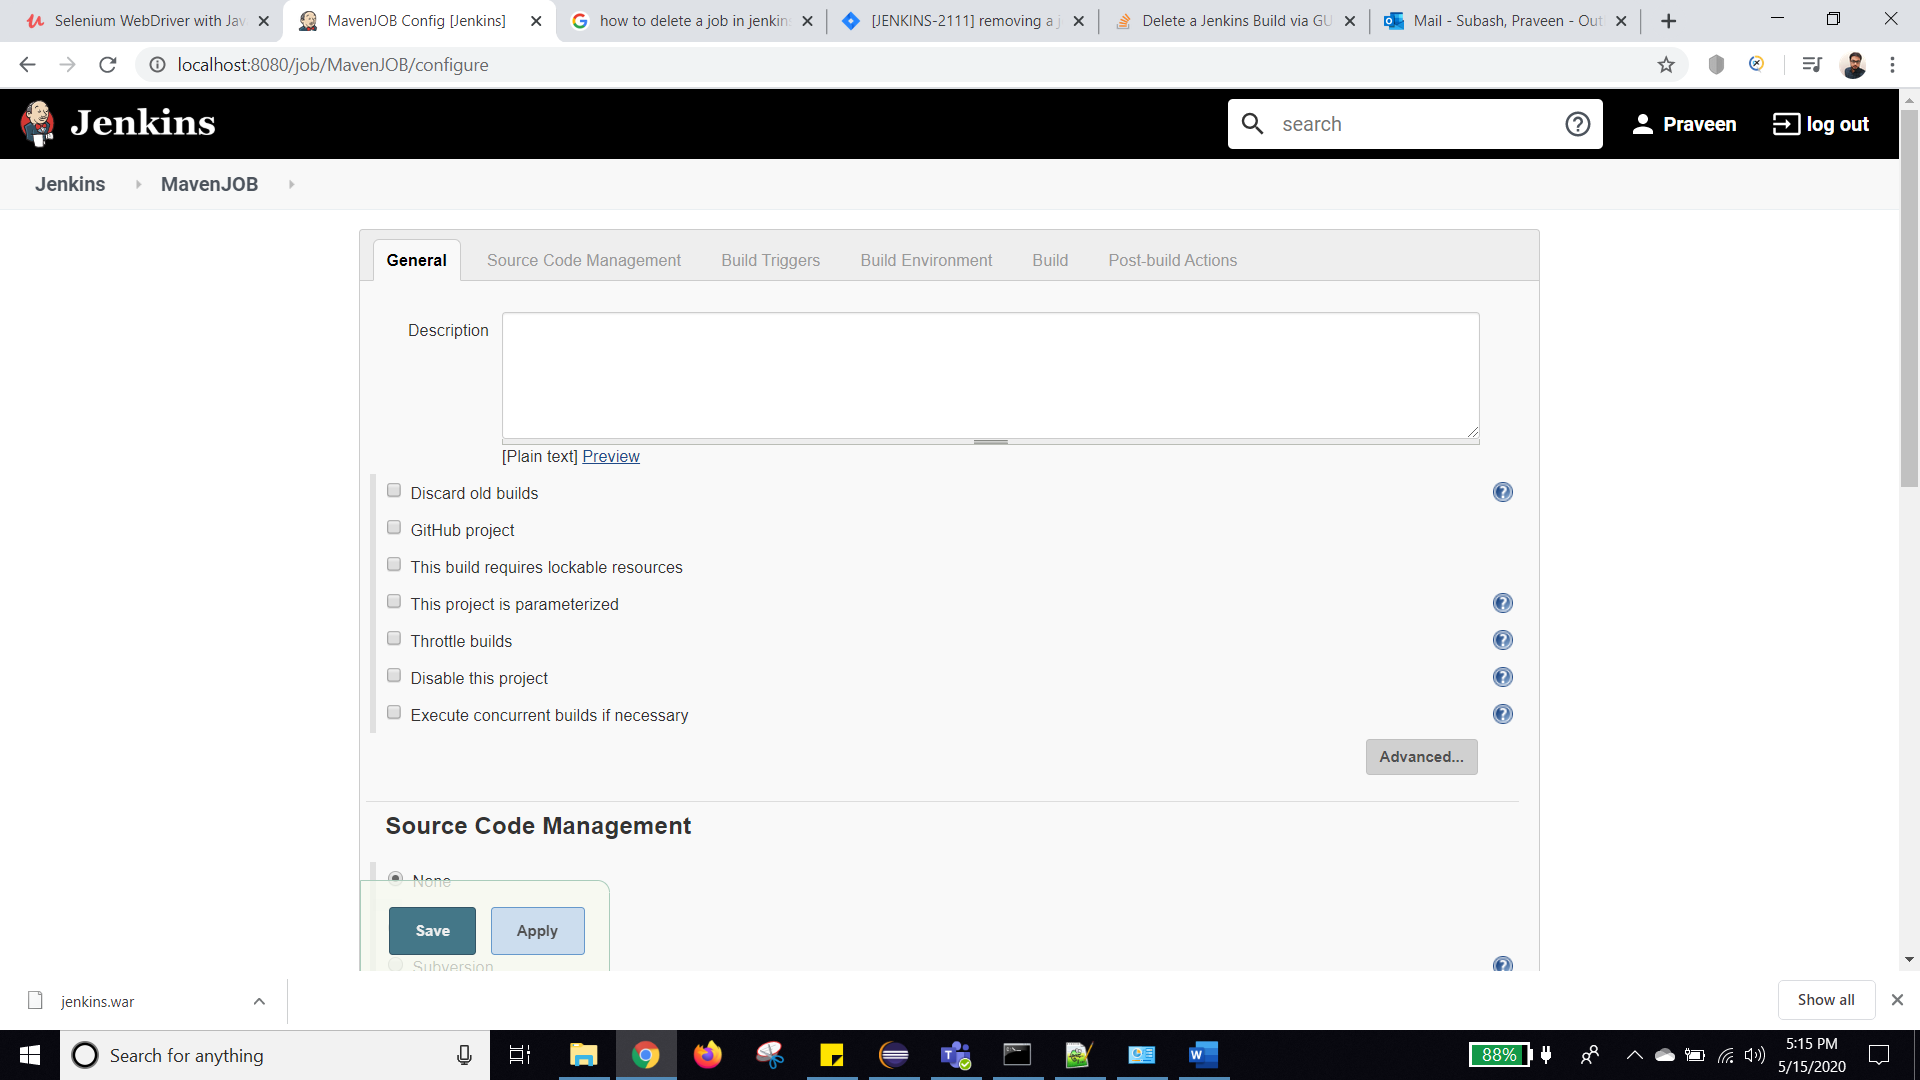 Selenium WebDriver with Jav
MavenJOB Config [Jenkins]
how to delete a job in jenkins
[JENKINS-2111] removing a j
Delete a Jenkins Build via GU
Mail - Subash, Praveen - Out
localhost:8080/job/MavenJOB/configure
Jenkins
search
Praveen
log out
Jenkins
MavenJOB
General
Source Code Management
Build Triggers
Build Environment
Build
Post-build Actions
Description
[Plain text] Preview
Discard old builds
GitHub project
This build requires lockable resources
This project is parameterized
Throttle builds
Disable this project
Execute concurrent builds if necessary
Advanced...
Source Code Management
None
Save
Apply
Subversion
jenkins.war
Show all
Search for anything
88%
5:15 PM
5/15/2020